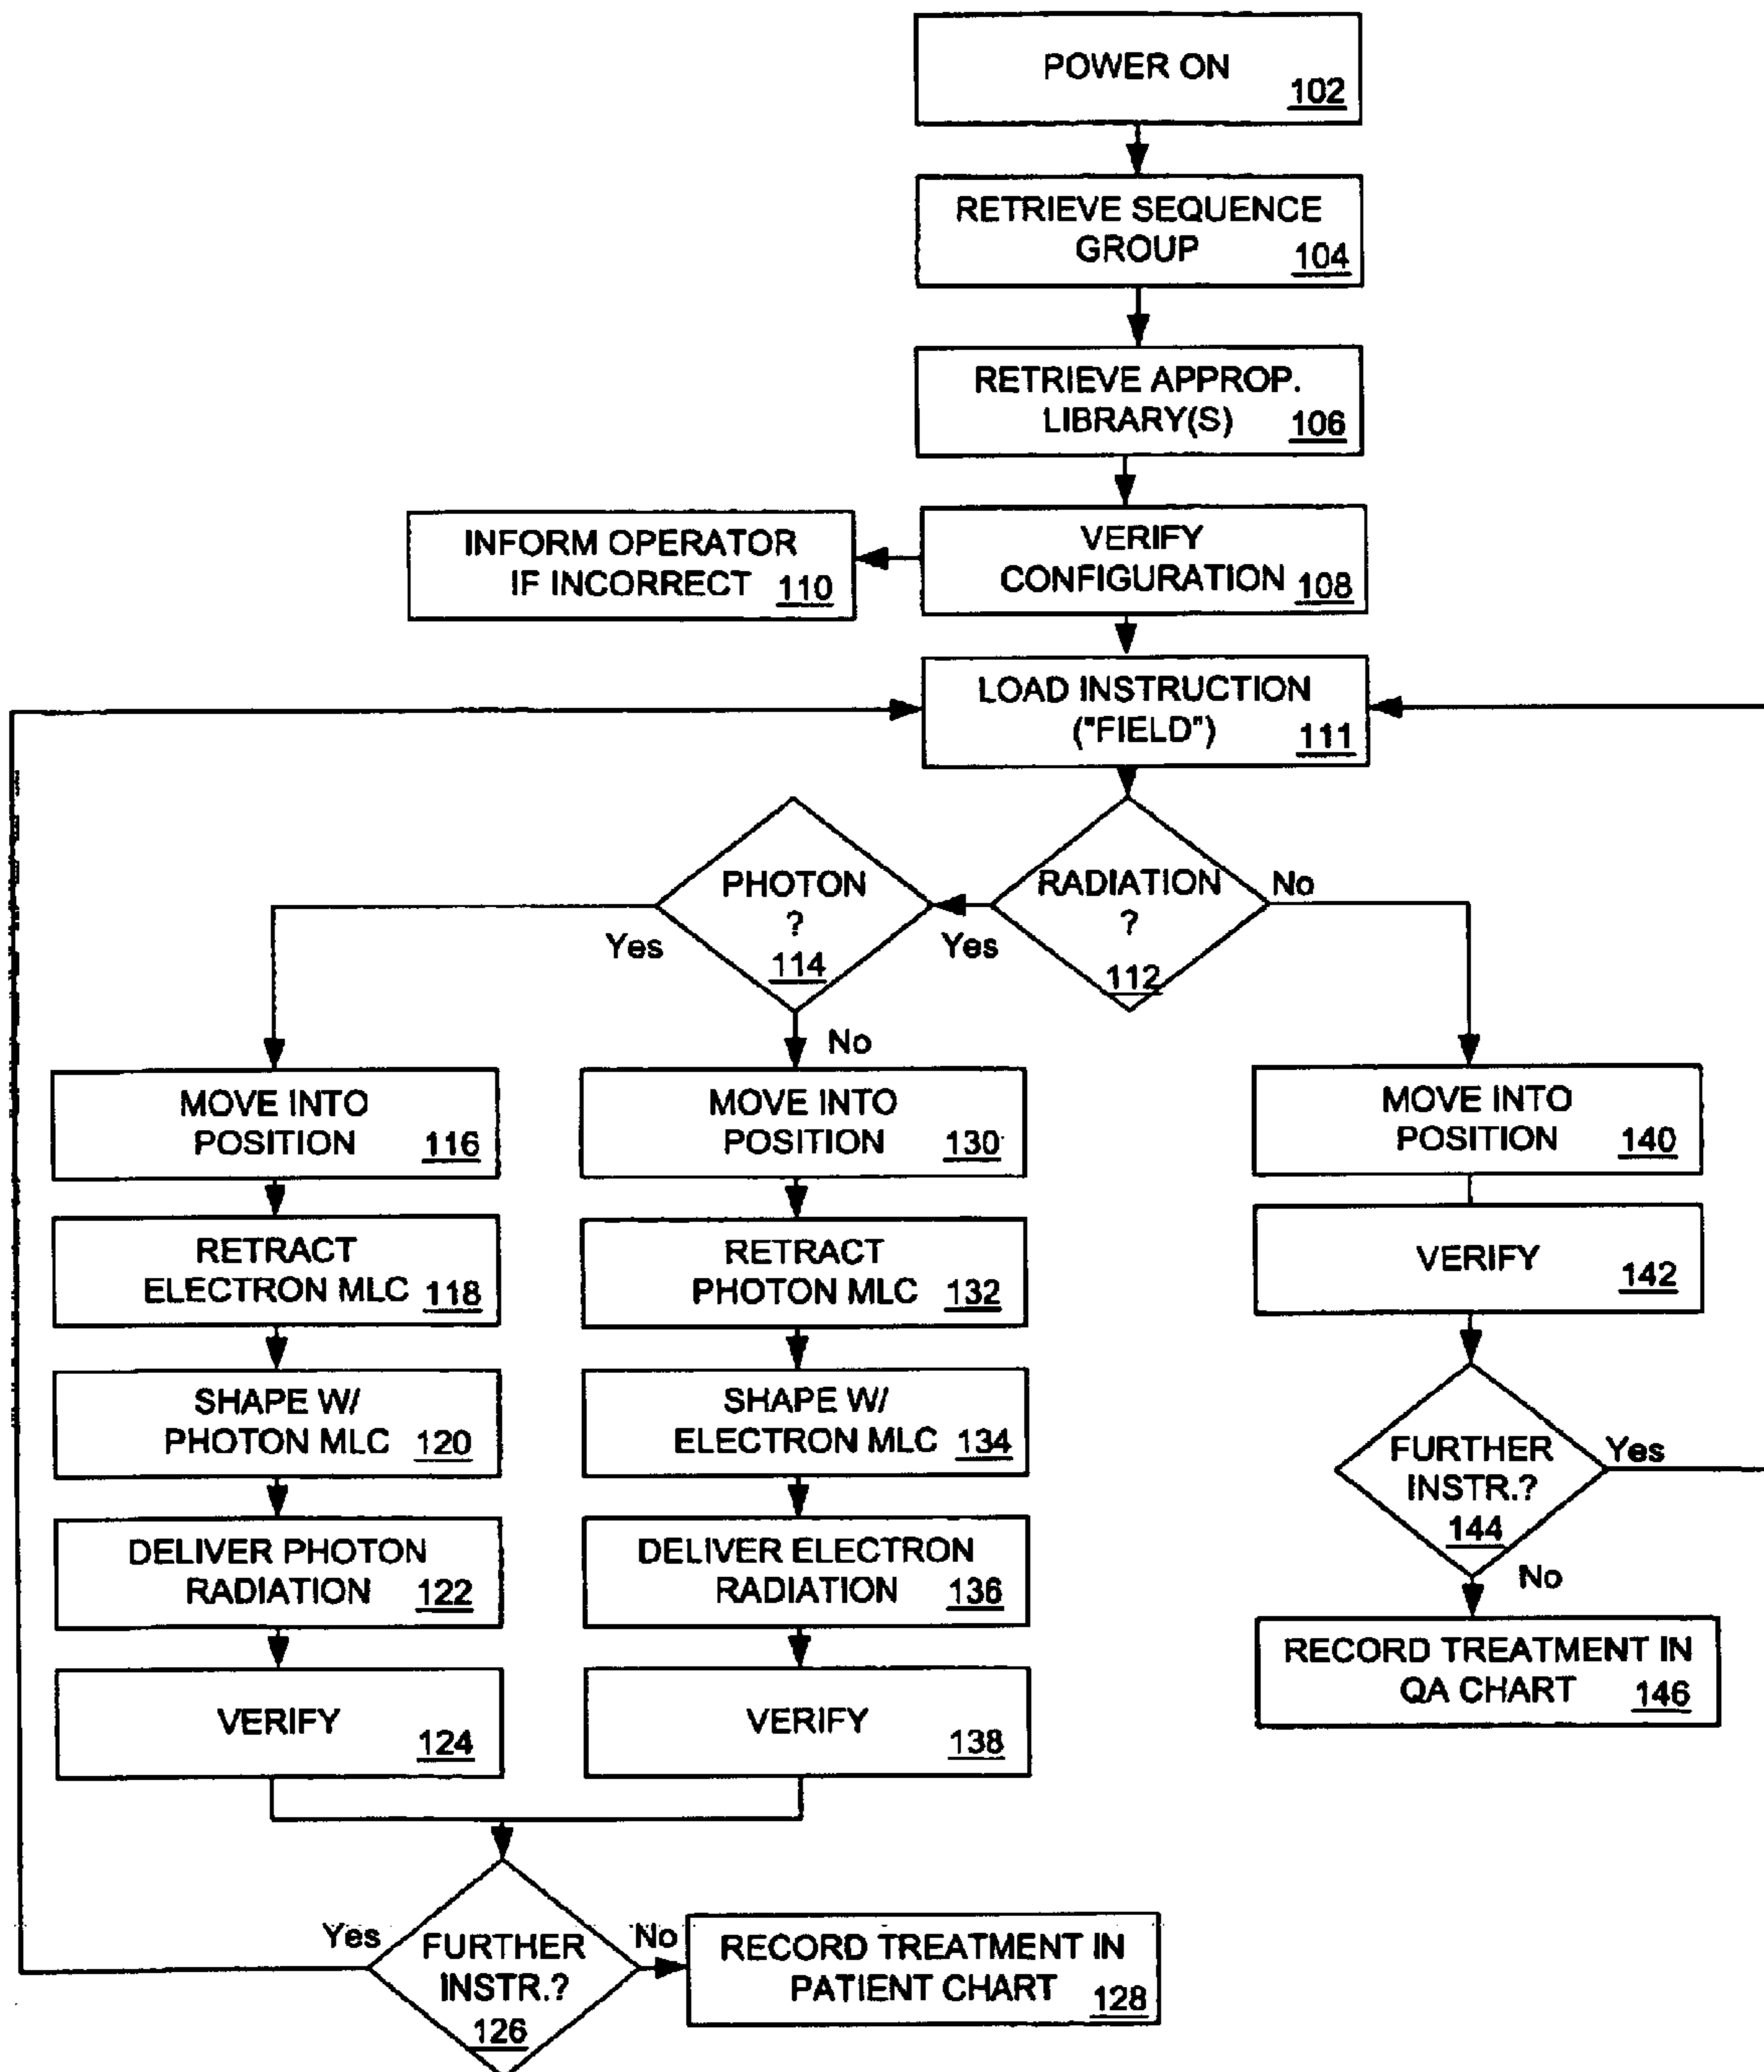 POWER ON
102
RETRIEVE SEQUENCE
GROUP 104
RETRIEVE APPROP.
LIBRARY(S) 106
VERIFY
CONFIGURATION 108
INFORM OPERATOR
IF INCORRECT 110
LOAD INSTRUCTION
("FIELD") 111
RADIATION
?
112
Yes
No
PHOTON
?
114
Yes
No
MOVE INTO
POSITION 116
RETRACT
ELECTRON MLC 118
SHAPE W/
PHOTON MLC 120
DELIVER PHOTON
RADIATION 122
VERIFY
124
MOVE INTO
POSITION 130
RETRACT
PHOTON MLC 132
SHAPE W/
ELECTRON MLC 134
DELIVER ELECTRON
RADIATION 136
VERIFY
138
MOVE INTO
POSITION 140
VERIFY
142
FURTHER
INSTR.?
144
Yes
No
RECORD TREATMENT IN
QA CHART 146
FURTHER
INSTR.?
126
Yes
No
RECORD TREATMENT IN
PATIENT CHART 128